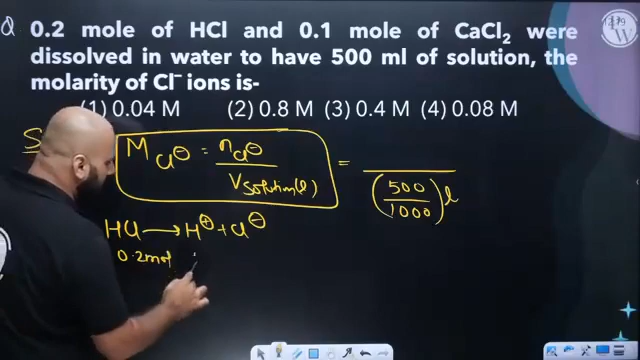 Q 0.2 mole of HCl and 0.1 mole of CaCl₂ were
dissolved in water to have 500 ml of solution, the
molarity of Cl⁻ ions is-
(1) 0.04 M (2) 0.8 M (3) 0.4 M (4) 0.08 M
M Cl⊖ = n Cl⊖ / V solution(l) = / (500/1000) l
HCl → H⊕ + Cl⊖
0.2mol